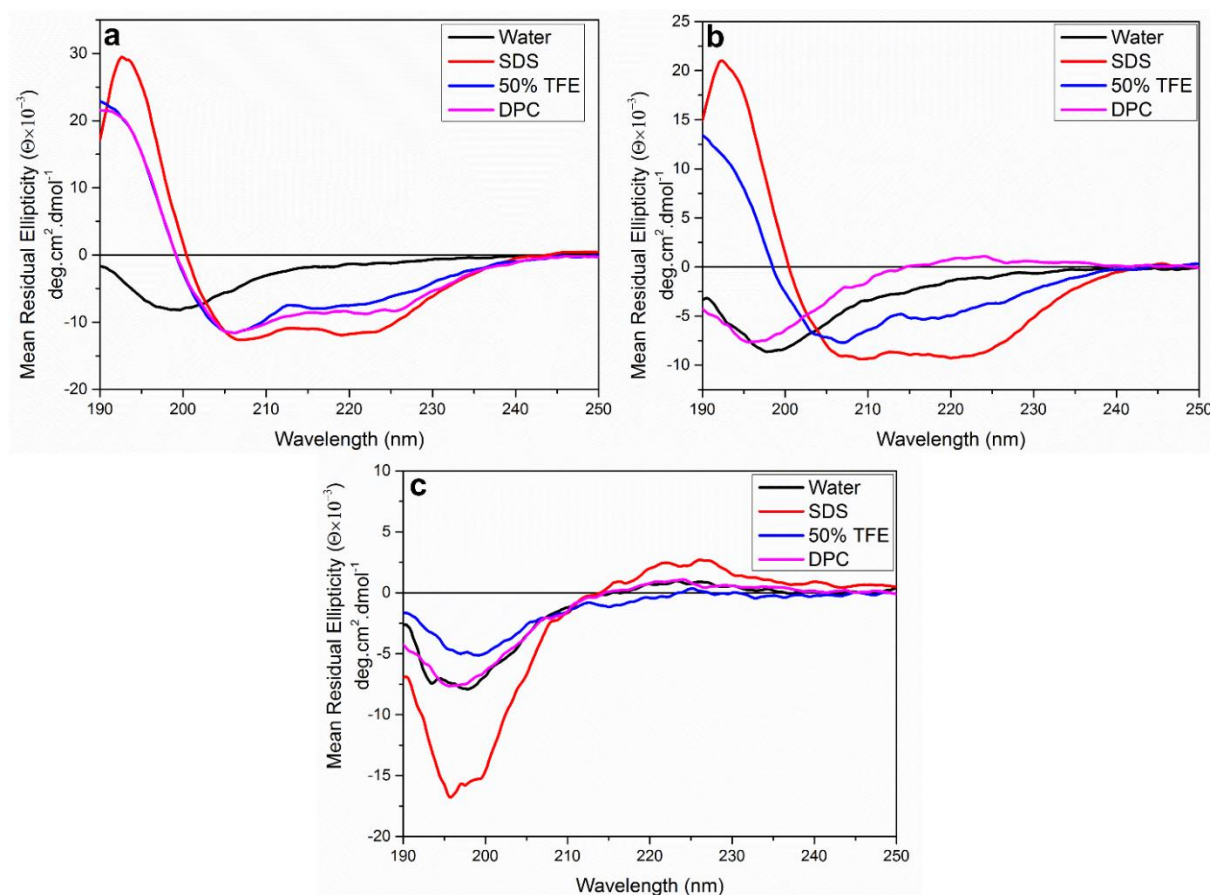 a
Water
SDS
50% TFE
DPC
30
20
10
0
-10
-20
190 200 210 220 230 240 250
Wavelength (nm)
Mean Residual Ellipticity (Θ×10⁻³)
deg.cm².dmol⁻¹
b
Water
SDS
50% TFE
DPC
25
20
15
10
5
0
-5
-10
190 200 210 220 230 240 250
Wavelength (nm)
Mean Residual Ellipticity (Θ×10⁻³)
deg.cm².dmol⁻¹
c
Water
SDS
50% TFE
DPC
10
5
0
-5
-10
-15
-20
190 200 210 220 230 240 250
Wavelength (nm)
Mean Residual Ellipticity (Θ×10⁻³)
deg.cm².dmol⁻¹